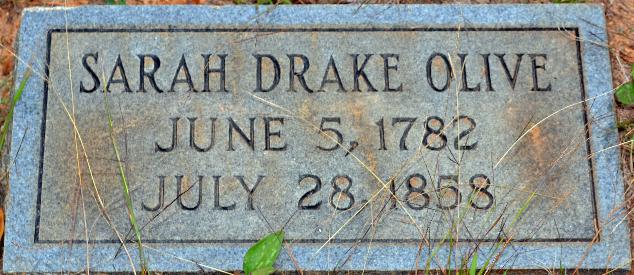 SARAH DRAKE OLIVE
JUNE 5, 1782
JULY 28, 1858